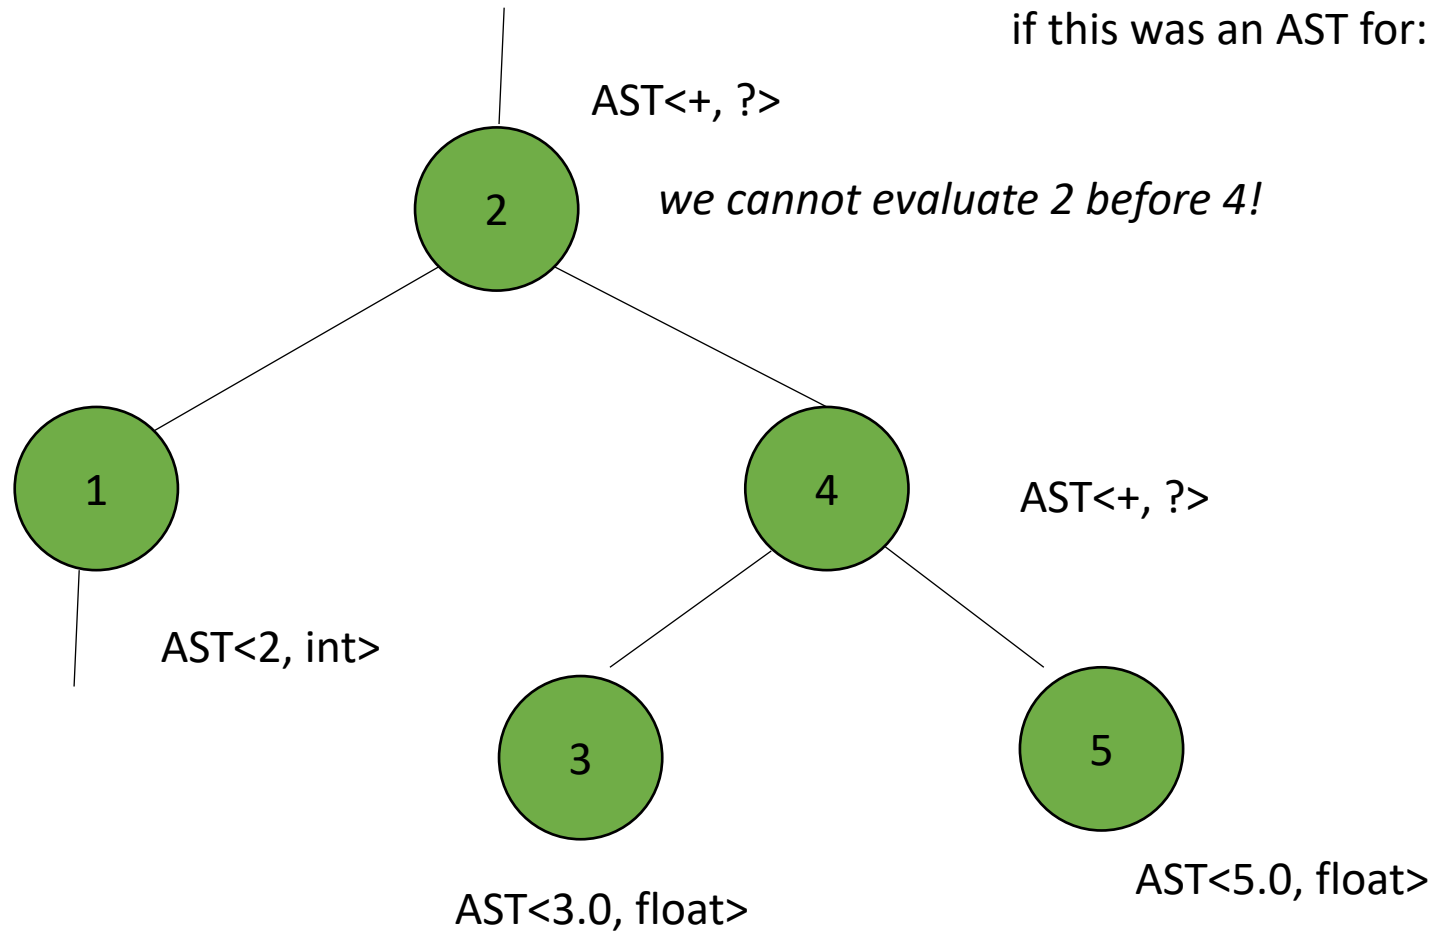 if this was an AST for:
AST<+, ?>
2
we cannot evaluate 2 before 4!
1
4
AST<+, ?>
AST<2, int>
3
5
AST<3.0, float>
AST<5.0, float>